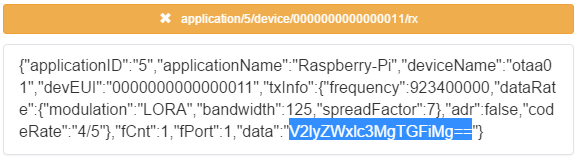 application/5/device/0000000000000011/rx
{"applicationID":"5","applicationName":"Raspberry-Pi","deviceName":"otaa0
1","devEUI":"0000000000000011","txInfo":{"frequency":923400000,"dataRat
e":{"modulation":"LORA","bandwidth":125,"spreadFactor":7},"adr":false,"cod
eRate":"4/5"},"fCnt":1,"fPort":1,"data":"V2lyZWxlc3MgTGFiMg=="}